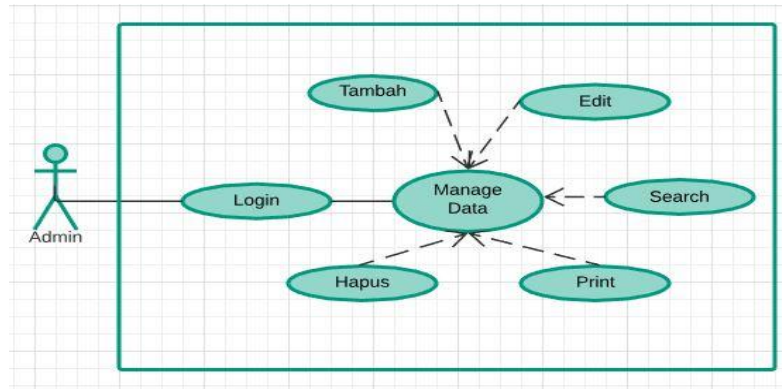 Tambah
Edit
Admin
Login
Manage
Data
Search
Hapus
Print